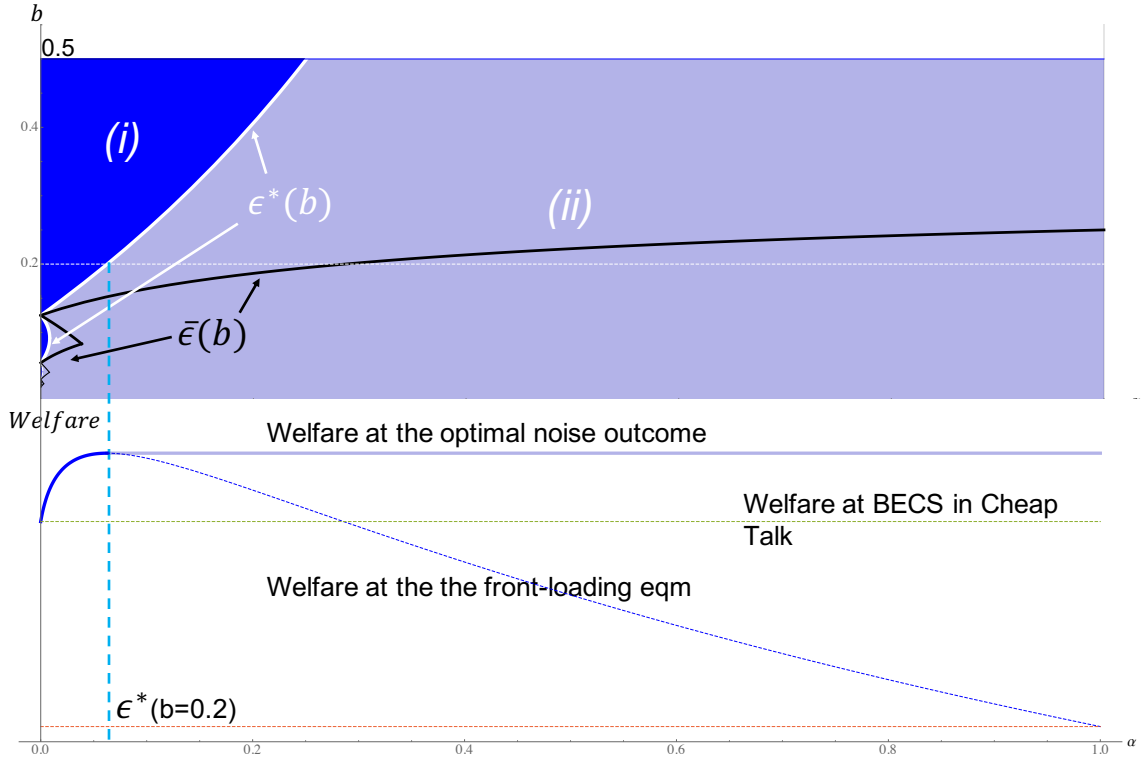 b
0.5
0.4
(i)
ϵ*(b)
(ii)
0.2
ϵ̄(b)
Welfare
Welfare at the optimal noise outcome
Welfare at BECS in Cheap
Talk
Welfare at the the front-loading eqm
ϵ*(b=0.2)
0.0 0.2 0.4 0.6 0.8 1.0 α